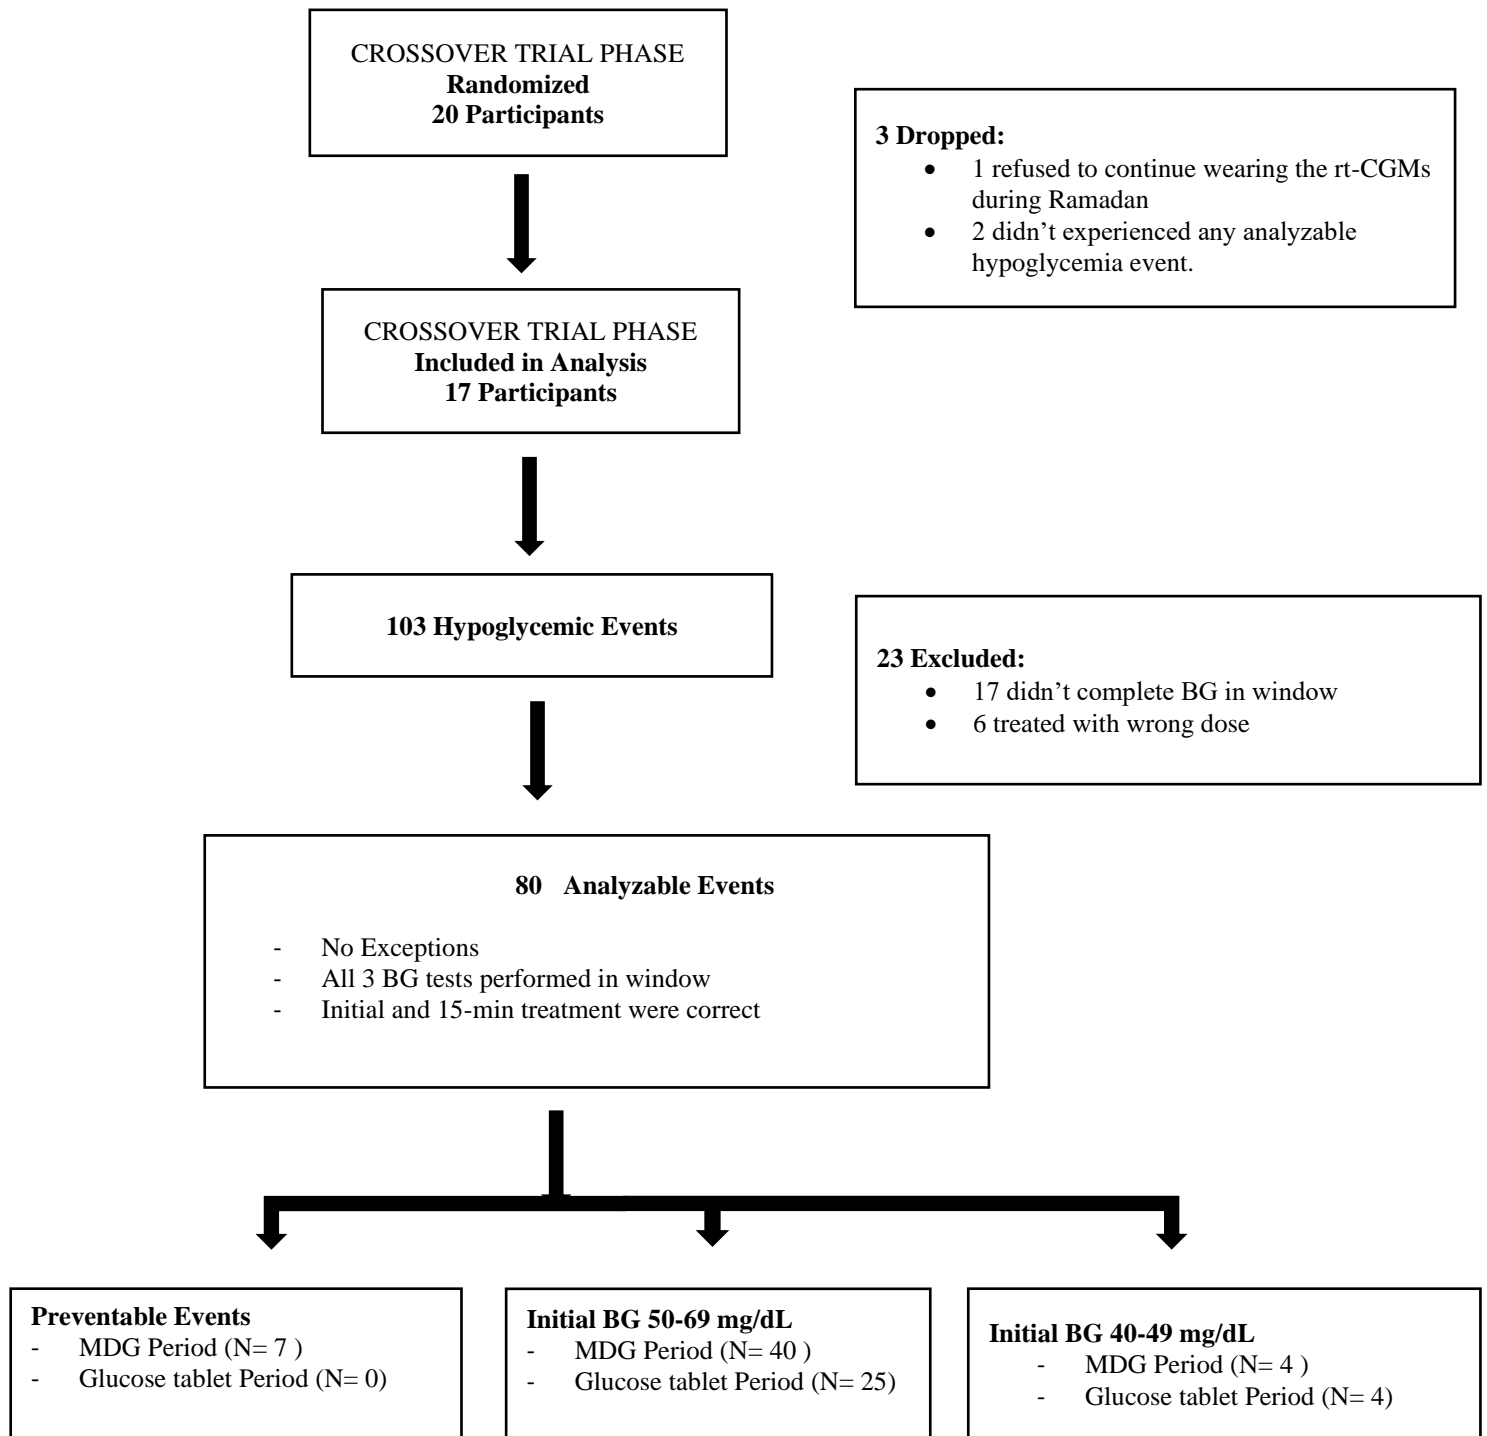 CROSSOVER TRIAL PHASE
Randomized
20 Participants
3 Dropped:
• 1 refused to continue wearing the rt-CGMs
during Ramadan
• 2 didn’t experienced any analyzable
hypoglycemia event.
CROSSOVER TRIAL PHASE
Included in Analysis
17 Participants
103 Hypoglycemic Events
23 Excluded:
• 17 didn’t complete BG in window
• 6 treated with wrong dose
80 Analyzable Events
- No Exceptions
- All 3 BG tests performed in window
- Initial and 15-min treatment were correct
Preventable Events
- MDG Period (N= 7 )
- Glucose tablet Period (N= 0)
Initial BG 50-69 mg/dL
- MDG Period (N= 40 )
- Glucose tablet Period (N= 25)
Initial BG 40-49 mg/dL
- MDG Period (N= 4 )
- Glucose tablet Period (N= 4)